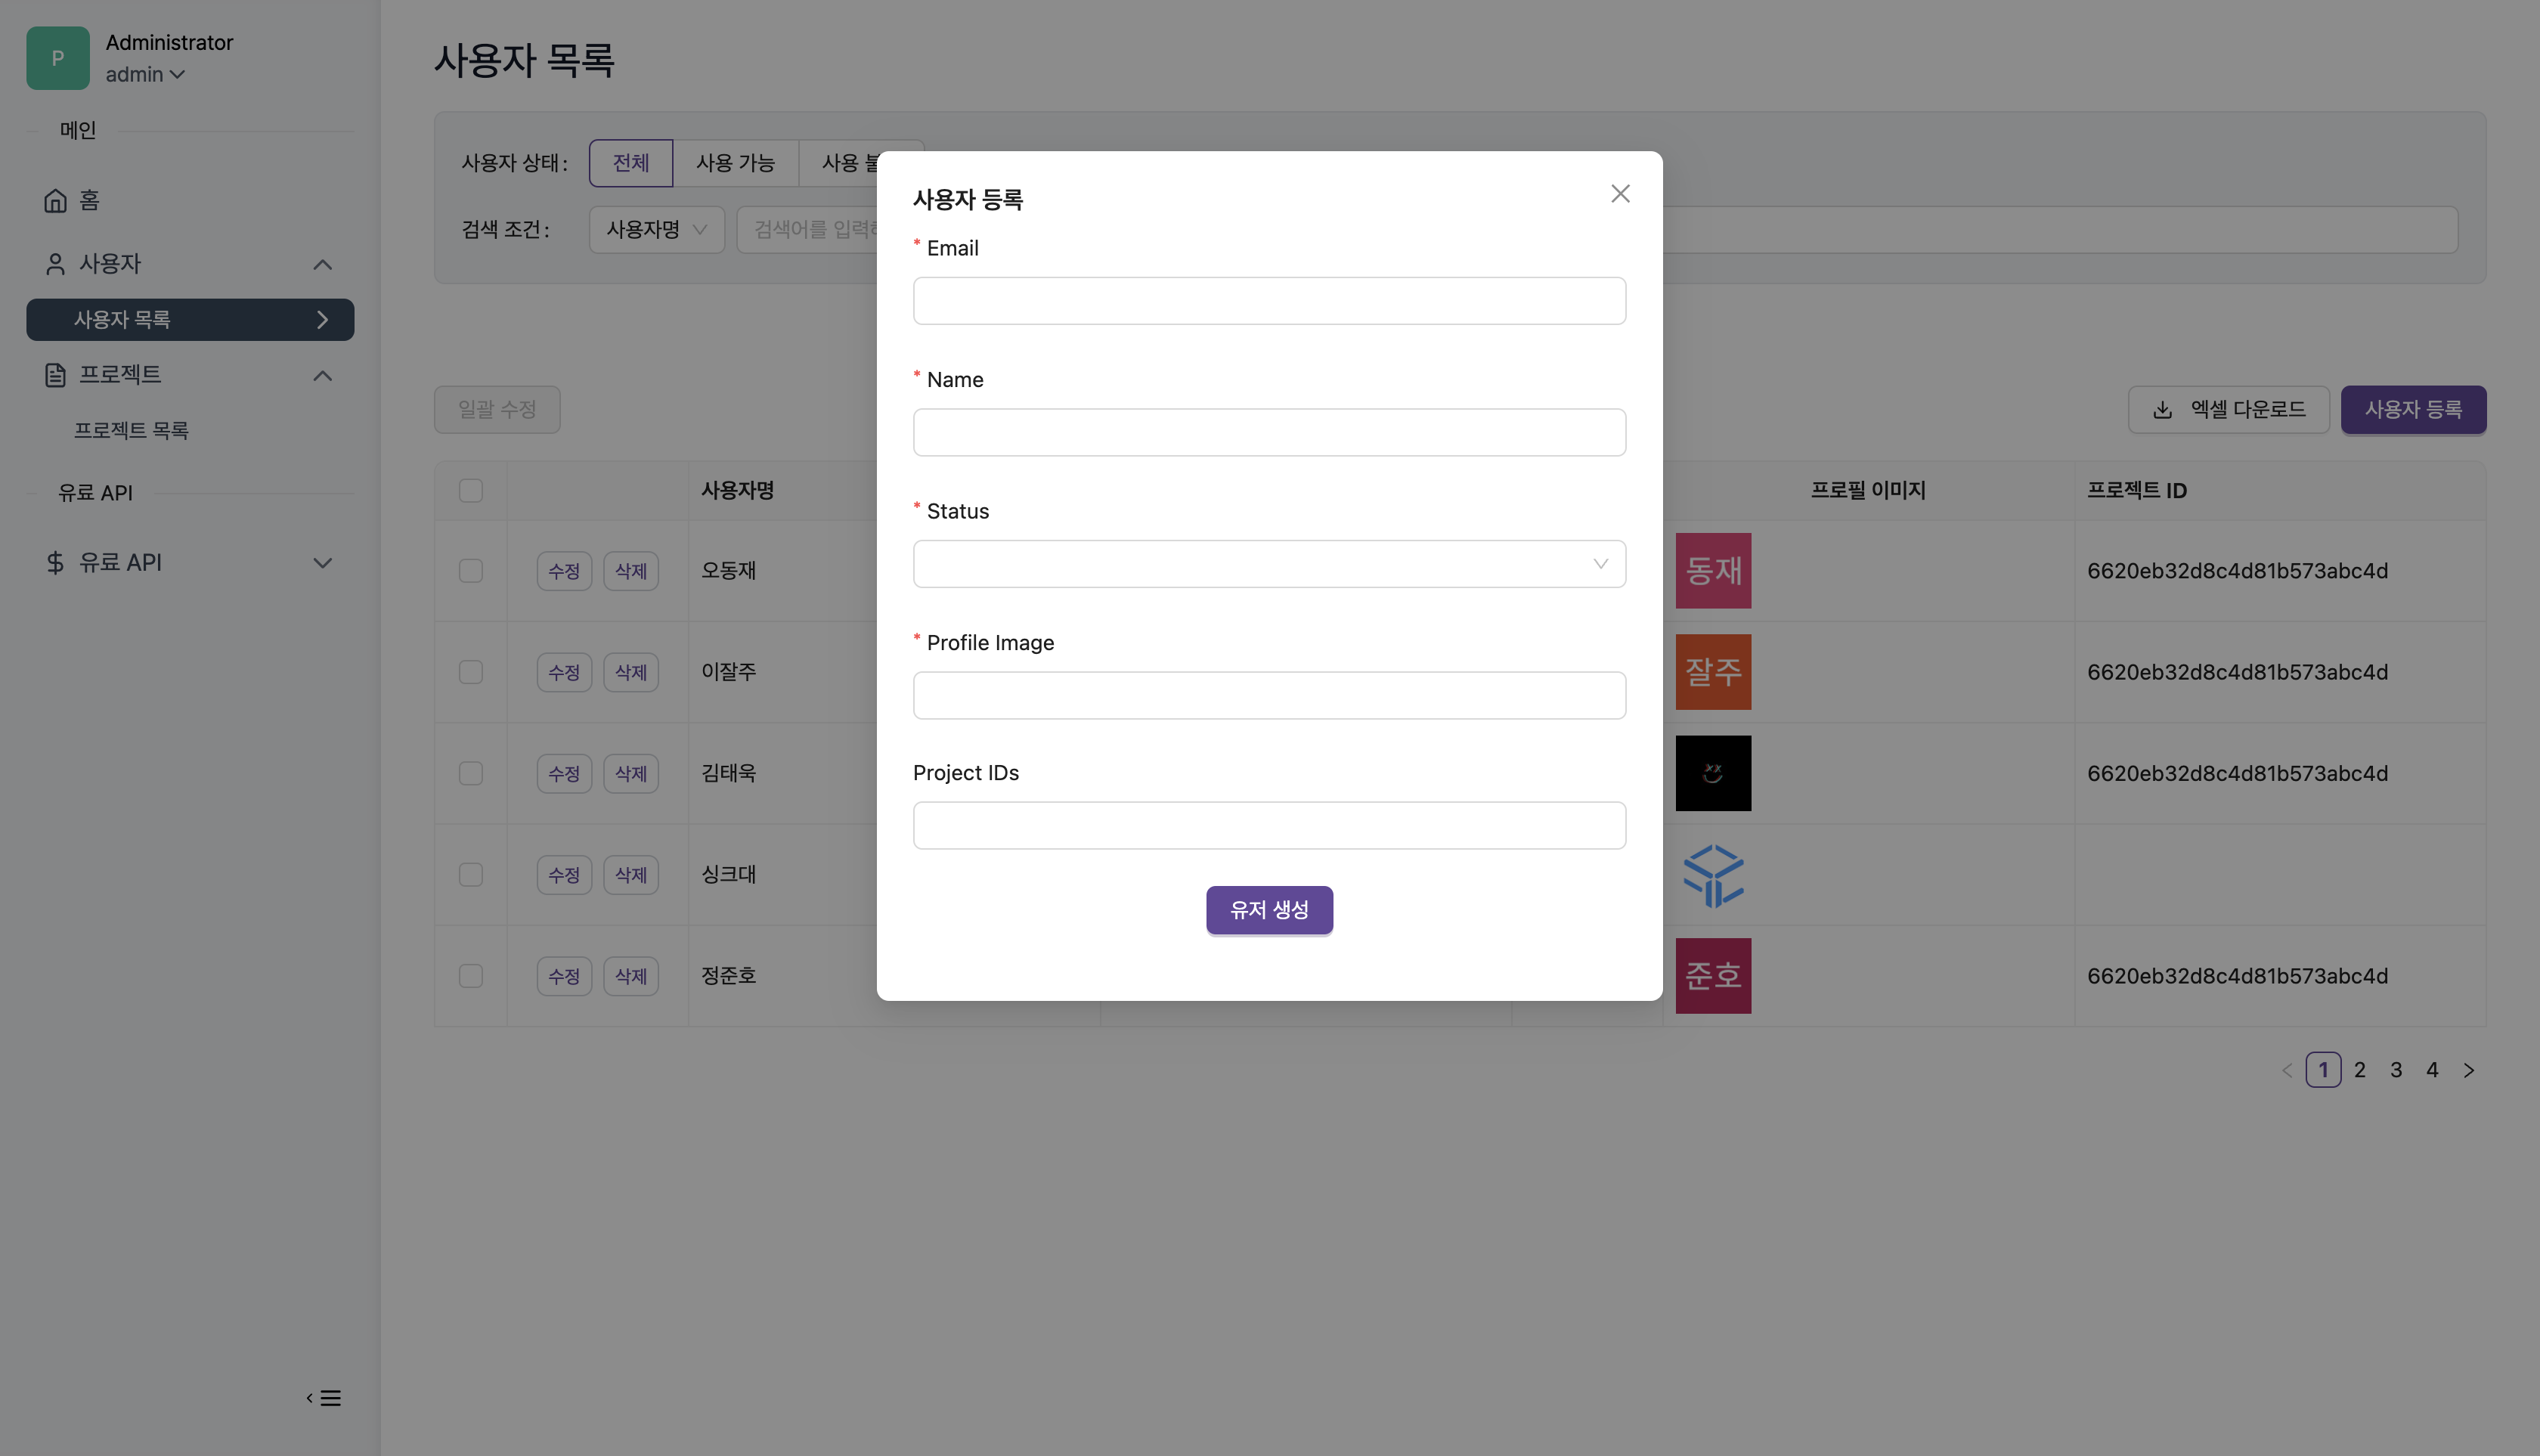 P
Administrator
admin
메인
홈
사용자
사용자 목록
프로젝트
프로젝트 목록
유료 API
유료 API
사용자 목록
사용자 상태:
전체
사용 가능
사용 불
검색 조건:
사용자명
검색어를 입력하
일괄 수정
엑셀 다운로드
사용자 등록
사용자명
프로필 이미지
프로젝트 ID
수정
삭제
오동재
동재
6620eb32d8c4d81b573abc4d
수정
삭제
이잘주
잘주
6620eb32d8c4d81b573abc4d
수정
삭제
김태욱
6620eb32d8c4d81b573abc4d
수정
삭제
싱크대
수정
삭제
정준호
준호
6620eb32d8c4d81b573abc4d
1 2 3 4
사용자 등록
* Email
* Name
* Status
* Profile Image
Project IDs
유저 생성